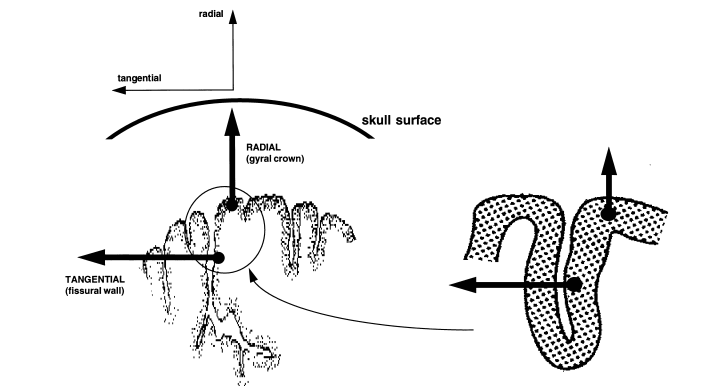 radial
tangential
skull surface
RADIAL
(gyral crown)
TANGENTIAL
(fissural wall)